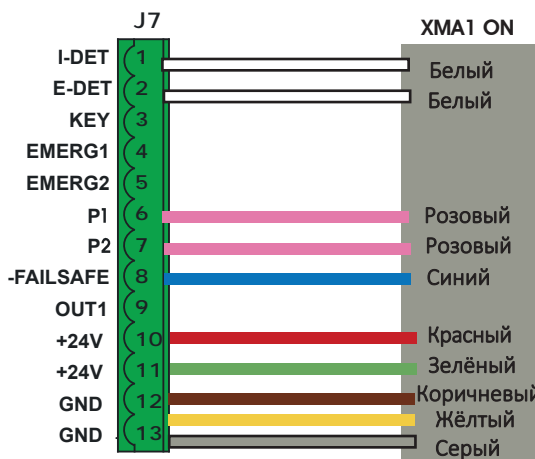 J7
XMA1 ON
I-DET 1 Белый
E-DET 2 Белый
KEY 3
EMERG1 4
EMERG2 5
P1 6 Розовый
P2 7 Розовый
-FAILSAFE 8 Синий
OUT1 9
+24V 10 Красный
+24V 11 Зелёный
GND 12 Коричневый
Жёлтый
GND 13 Серый